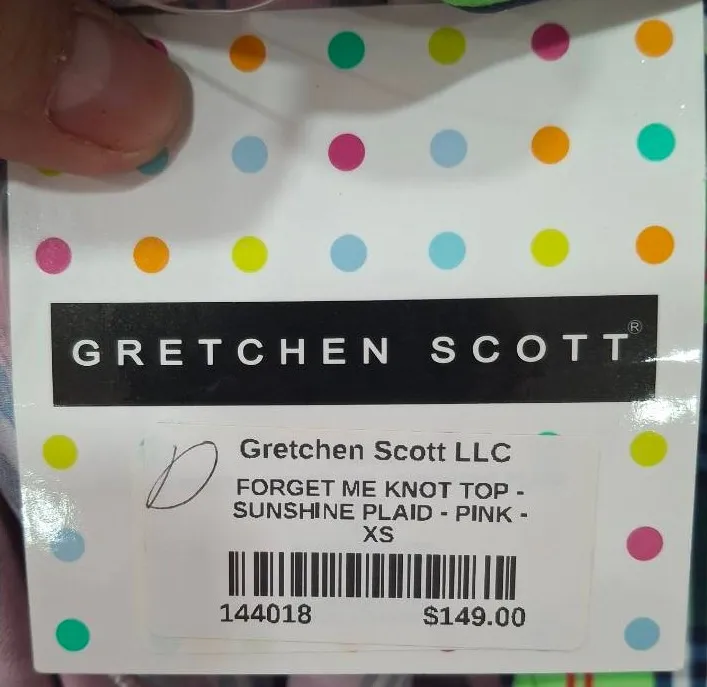 GRETCHEN SCOTT®
D
Gretchen Scott LLC
FORGET ME KNOT TOP -
SUNSHINE PLAID - PINK -
XS
144018 $149.00